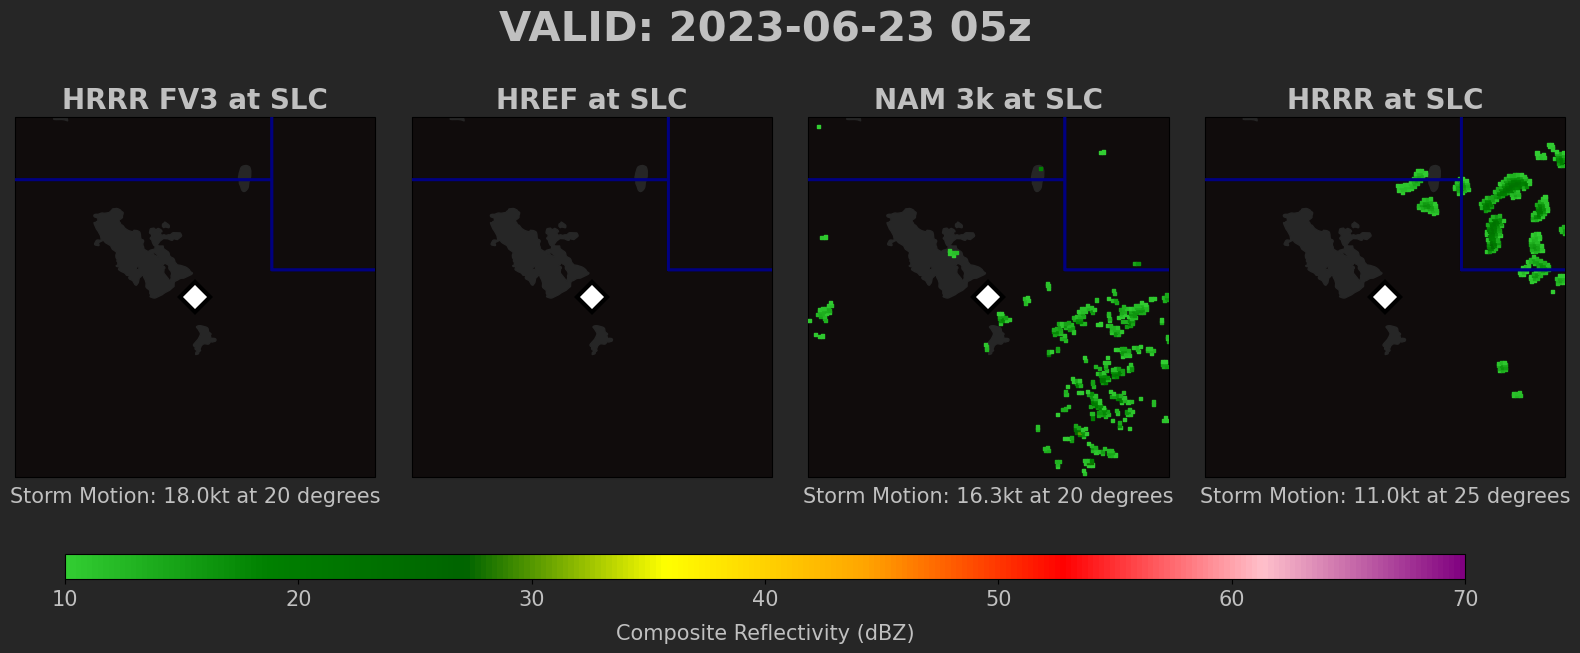 VALID: 2023-06-23 05z
HRRR FV3 at SLC
HREF at SLC
NAM 3k at SLC
HRRR at SLC
Storm Motion: 18.0kt at 20 degrees
Storm Motion: 16.3kt at 20 degrees
Storm Motion: 11.0kt at 25 degrees
10 20 30 40 50 60 70
Composite Reflectivity (dBZ)